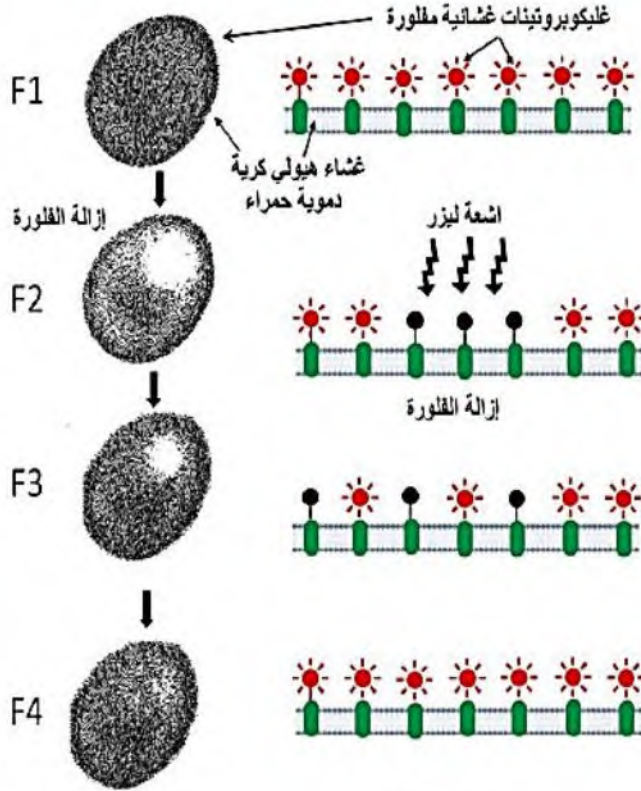 غليكوبروتينات غشائية مفلورة
F1
غشاء هيولي كرية
دموية حمراء
إزالة الفلورة
اشعة ليزر
F2
إزالة الفلورة
F3
F4